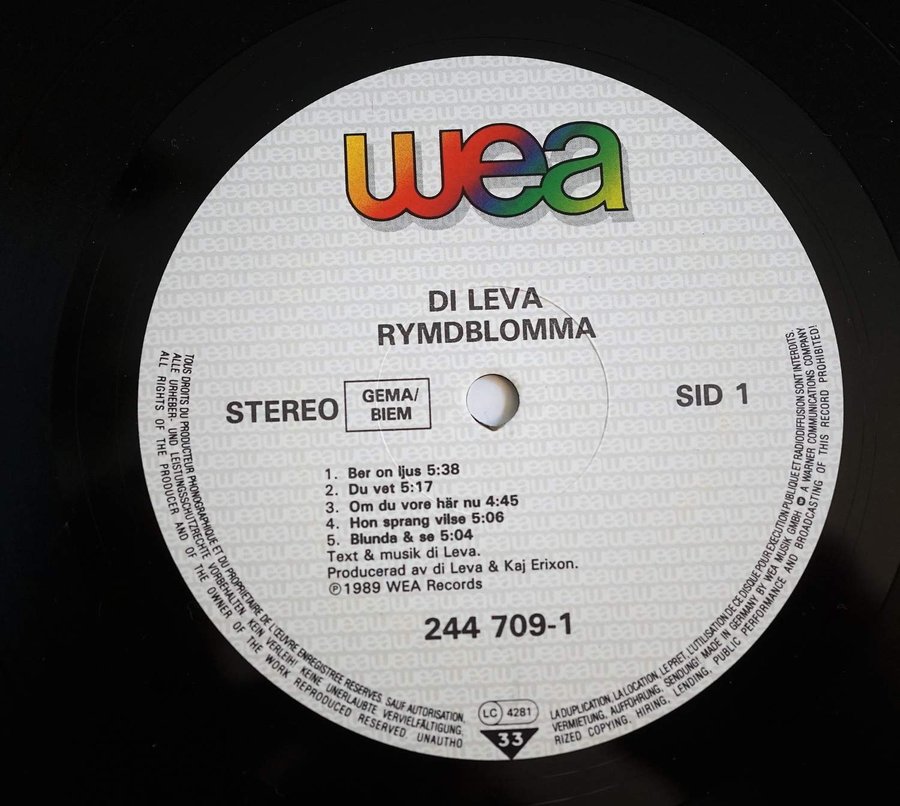 wea
DI LEVA
RYMDBLOMMA
STEREO
GEMA/
BIEM
SID 1
1. Ber on ljus 5:38
2. Du vet 5:17
3. Om du vore här nu 4:45
4. Hon sprang vilse 5:06
5. Blunda & se 5:04
Text & musik di Leva.
Producerad av di Leva & Kaj Erixon.
℗1989 WEA Records
244 709-1
LC 4281
33
TOUS DROITS DU PRODUCTEUR PHONOGRAPHIQUE ET DU PROPRIETAIRE DE L'ŒUVRE ENREGISTREE RESERVES. SAUF AUTORISATION,
LA DUPLICATION, LA LOCATION, LE PRET, L'UTILISATION DE CE DISQUE POUR EXECUTION PUBLIQUE ET RADIODIFFUSION SONT INTERDITS.
ALLE URHEBER- UND LEISTUNGSSCHUTZRECHTE VORBEHALTEN. KEIN VERLEIH! KEINE UNERLAUBTE VERVIELFÄLTIGUNG,
VERMIETUNG, AUFFÜHRUNG, SENDUNG! MADE IN GERMANY BY WEA MUSIK GMBH A WARNER COMMUNICATIONS COMPANY
ALL RIGHTS OF THE PRODUCER AND OF THE OWNER OF THE WORK REPRODUCED RESERVED. UNAUTHO
RIZED COPYING, HIRING, LENDING, PUBLIC PERFORMANCE AND BROADCASTING OF THIS RECORD PROHIBITED!